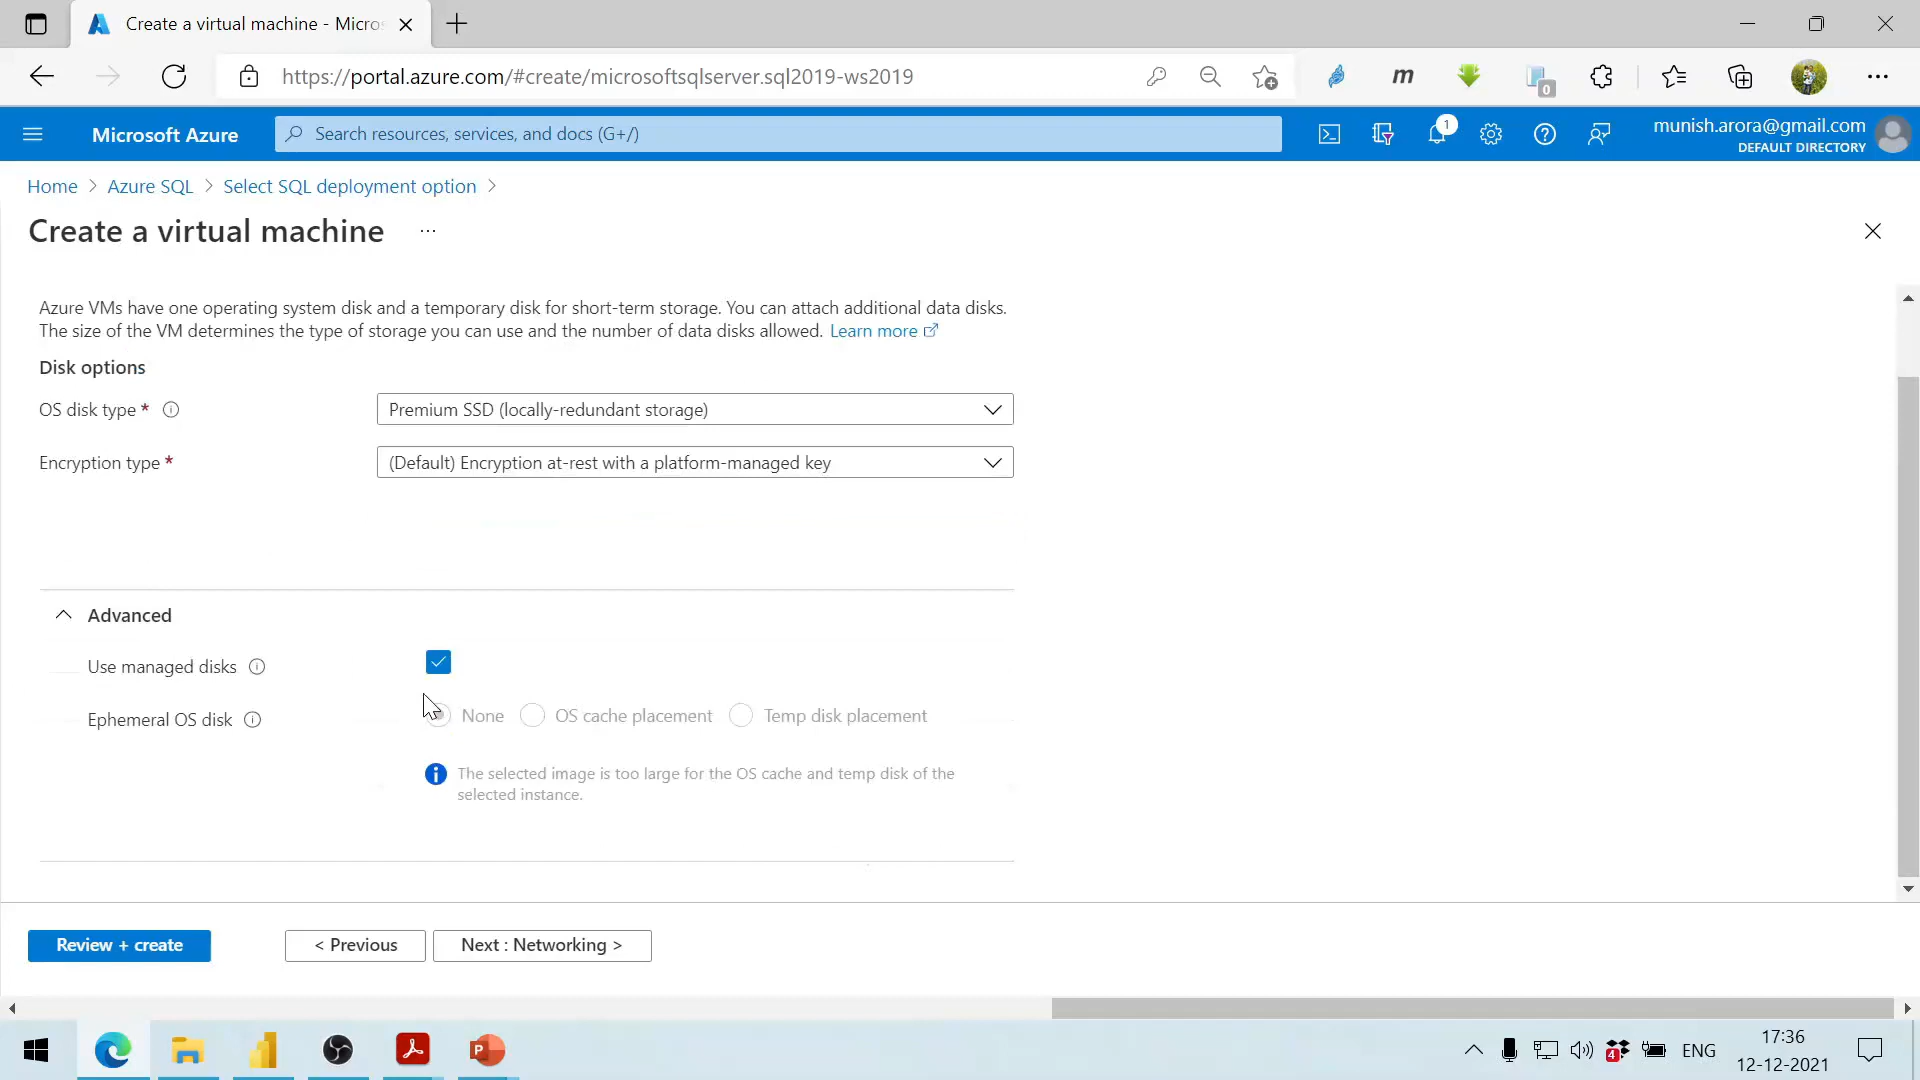 Create a virtual machine - Micro
https://portal.azure.com/#create/microsoftsqlserver.sql2019-ws2019
m
0
Microsoft Azure
Search resources, services, and docs (G+/)
1
munish.arora@gmail.com
DEFAULT DIRECTORY
Home > Azure SQL > Select SQL deployment option >
Create a virtual machine ...
Azure VMs have one operating system disk and a temporary disk for short-term storage. You can attach additional data disks.
The size of the VM determines the type of storage you can use and the number of data disks allowed. Learn more
Disk options
OS disk type *
Premium SSD (locally-redundant storage)
Encryption type *
(Default) Encryption at-rest with a platform-managed key
Advanced
Use managed disks
Ephemeral OS disk
None OS cache placement Temp disk placement
The selected image is too large for the OS cache and temp disk of the
selected instance.
Review + create
< Previous
Next : Networking >
4
ENG
17:36
12-12-2021